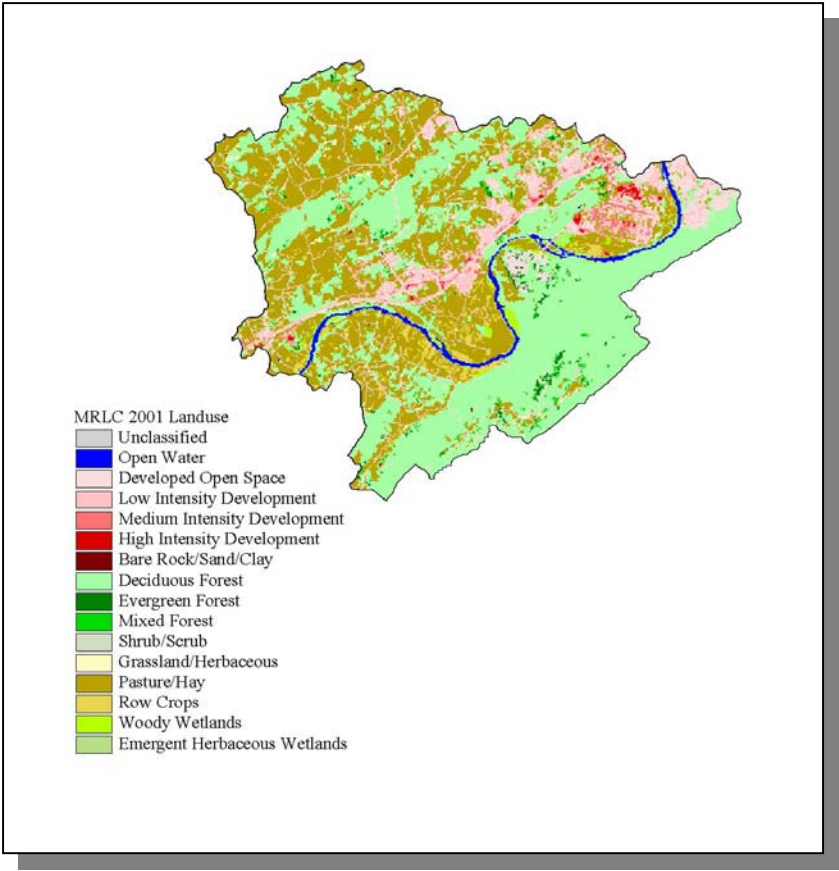 MRLC 2001 Landuse
Unclassified
Open Water
Developed Open Space
Low Intensity Development
Medium Intensity Development
High Intensity Development
Bare Rock/Sand/Clay
Deciduous Forest
Evergreen Forest
Mixed Forest
Shrub/Scrub
Grassland/Herbaceous
Pasture/Hay
Row Crops
Woody Wetlands
Emergent Herbaceous Wetlands